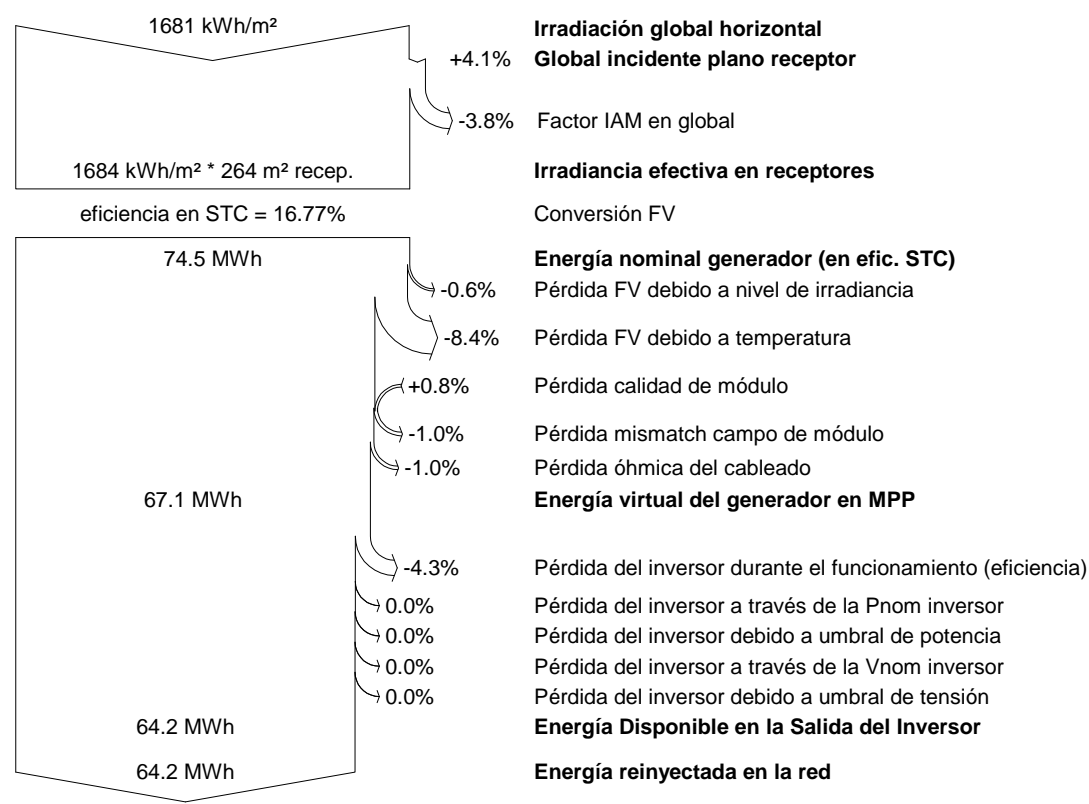 1681 kWh/m² Irradiación global horizontal
+4.1% Global incidente plano receptor
-3.8% Factor IAM en global
1684 kWh/m² * 264 m² recep. Irradiancia efectiva en receptores
eficiencia en STC = 16.77% Conversión FV
74.5 MWh Energía nominal generador (en efic. STC)
-0.6% Pérdida FV debido a nivel de irradiancia
-8.4% Pérdida FV debido a temperatura
+0.8% Pérdida calidad de módulo
-1.0% Pérdida mismatch campo de módulo
-1.0% Pérdida óhmica del cableado
67.1 MWh Energía virtual del generador en MPP
-4.3% Pérdida del inversor durante el funcionamiento (eficiencia)
0.0% Pérdida del inversor a través de la Pnom inversor
0.0% Pérdida del inversor debido a umbral de potencia
0.0% Pérdida del inversor a través de la Vnom inversor
0.0% Pérdida del inversor debido a umbral de tensión
64.2 MWh Energía Disponible en la Salida del Inversor
64.2 MWh Energía reinyectada en la red